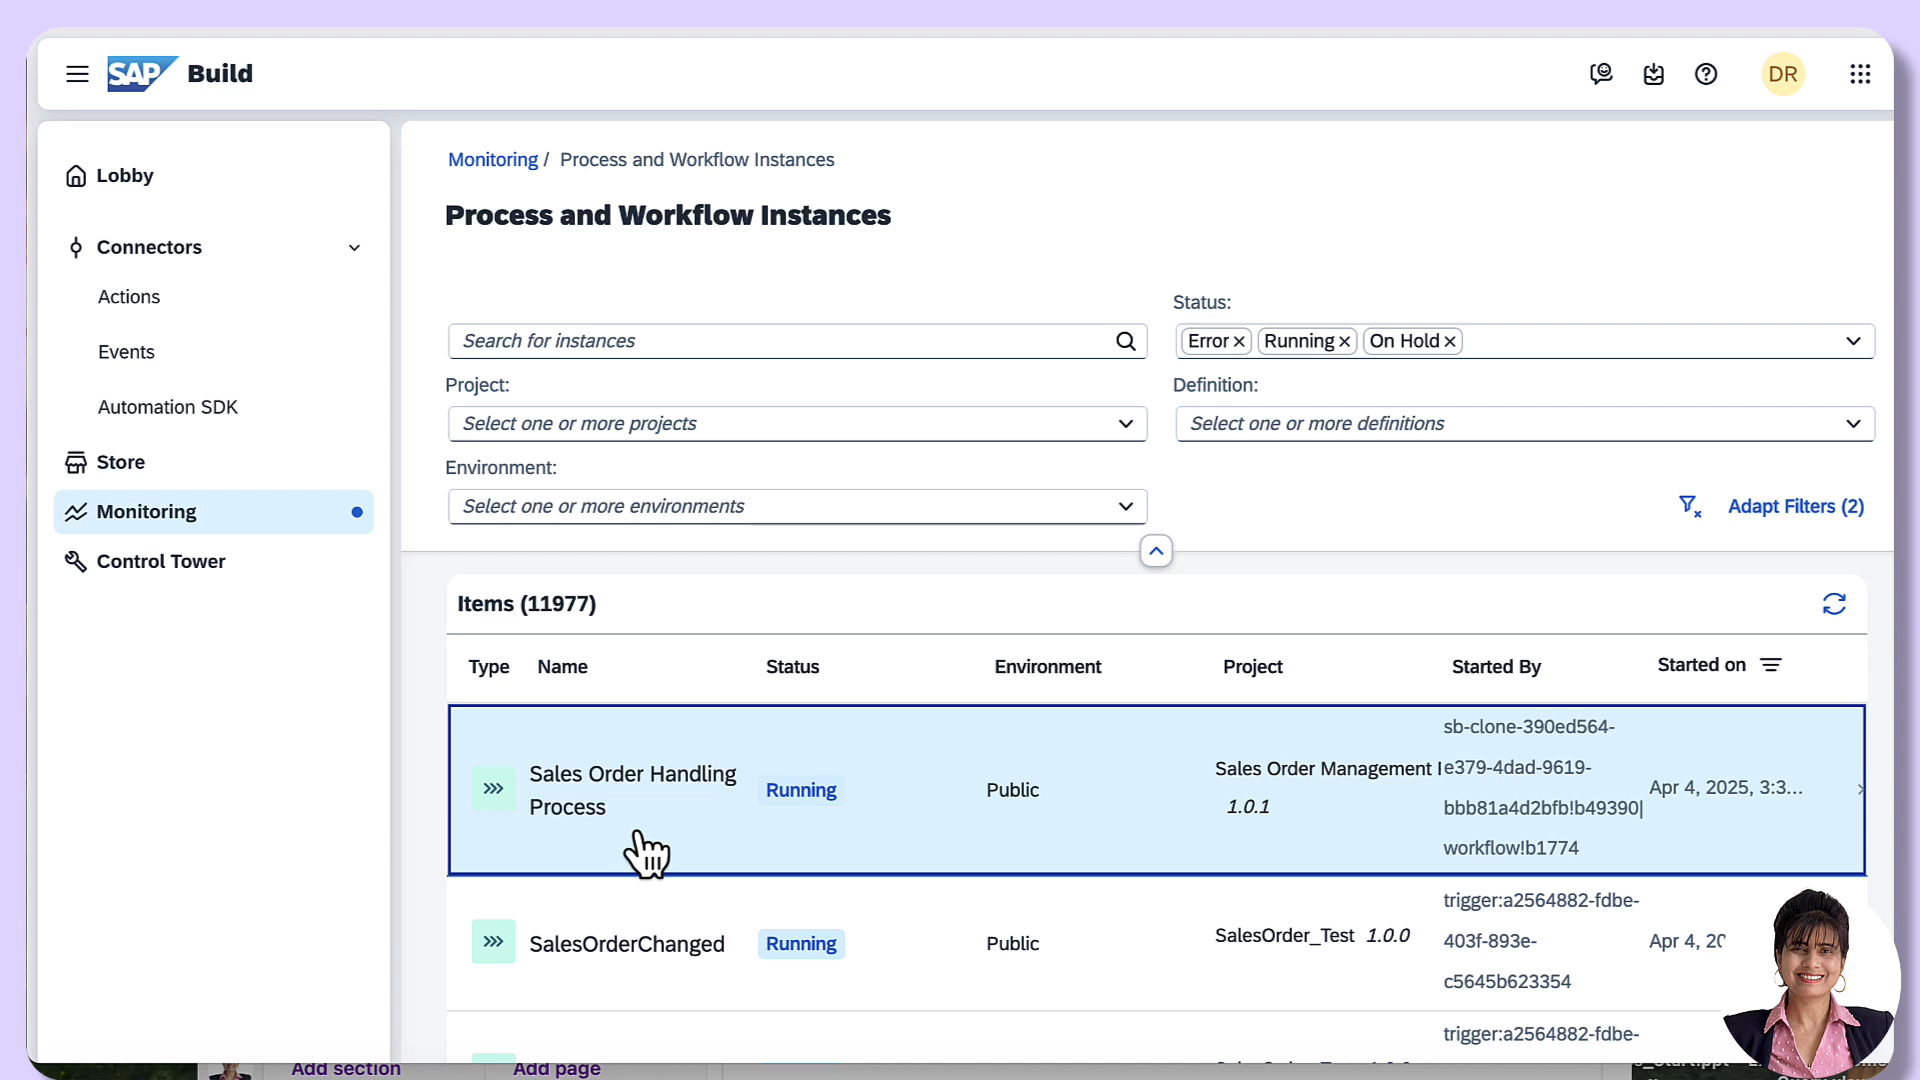 SAP Build
DR
Lobby
Connectors
Actions
Events
Automation SDK
Store
Monitoring
Control Tower
Monitoring / Process and Workflow Instances
Process and Workflow Instances
Search for instances
Status:
Error Running On Hold
Project:
Select one or more projects
Definition:
Select one or more definitions
Environment:
Select one or more environments
Adapt Filters (2)
Items (11977)
Type Name Status Environment Project Started By Started on
Sales Order Handling
Process
Running
Public
Sales Order Management
1.0.1
sb-clone-390ed564-
e379-4dad-9619-
bbb81a4d2bfb!b49390|
workflow!b1774
Apr 4, 2025, 3:3...
SalesOrderChanged
Running
Public
SalesOrder_Test 1.0.0
trigger:a2564882-fdbe-
403f-893e-
c5645b623354
Apr 4, 20
trigger:a2564882-fdbe-
Add section
Add page